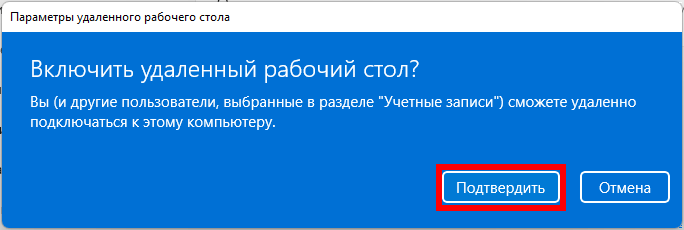 Параметры удаленного рабочего стола
Включить удаленный рабочий стол?
Вы (и другие пользователи, выбранные в разделе "Учетные записи") сможете удаленно
подключаться к этому компьютеру.
Подтвердить
Отмена